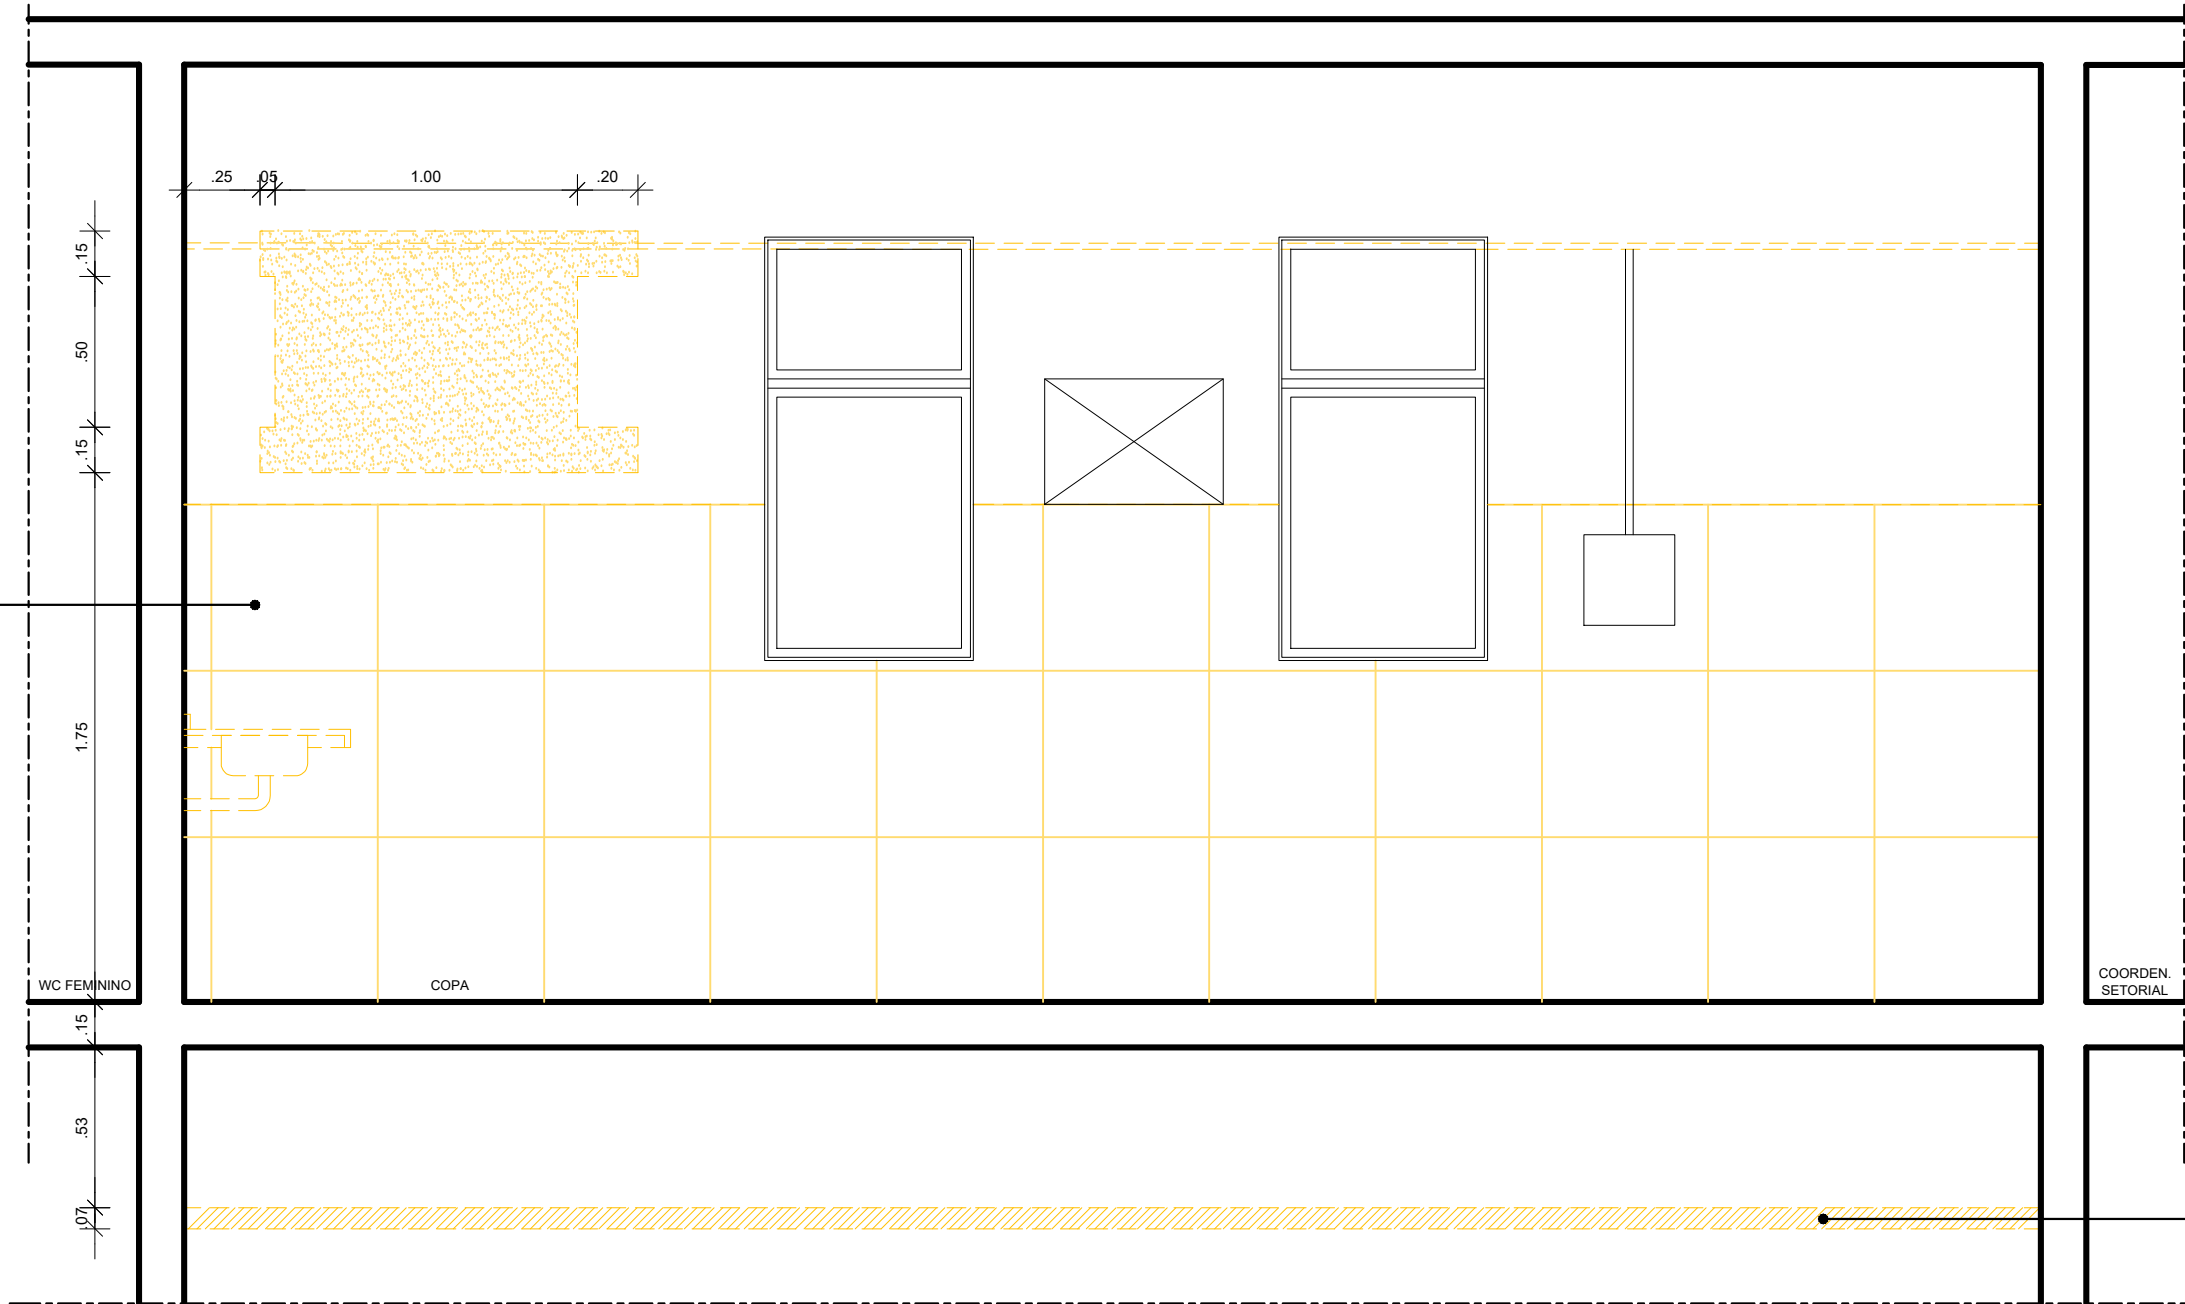 .25
.05
1.00
.20
.15
.50
.15
1.75
WC FEMININO
COPA
COORDEN.
SETORIAL
.15
.53
.07